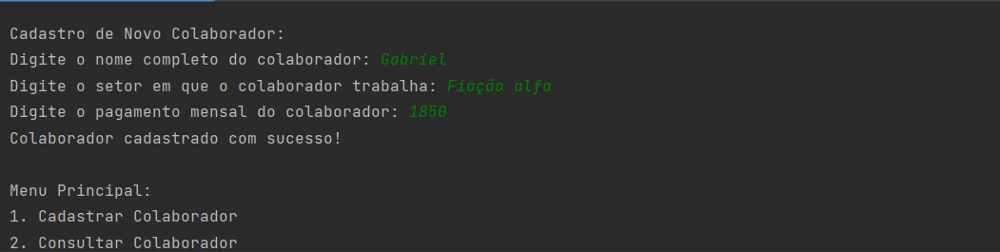 Cadastro de Novo Colaborador:
Digite o nome completo do colaborador: Gabriel
Digite o setor em que o colaborador trabalha: Fiação alfa
Digite o pagamento mensal do colaborador: 1850
Colaborador cadastrado com sucesso!
Menu Principal:
1. Cadastrar Colaborador
2. Consultar Colaborador